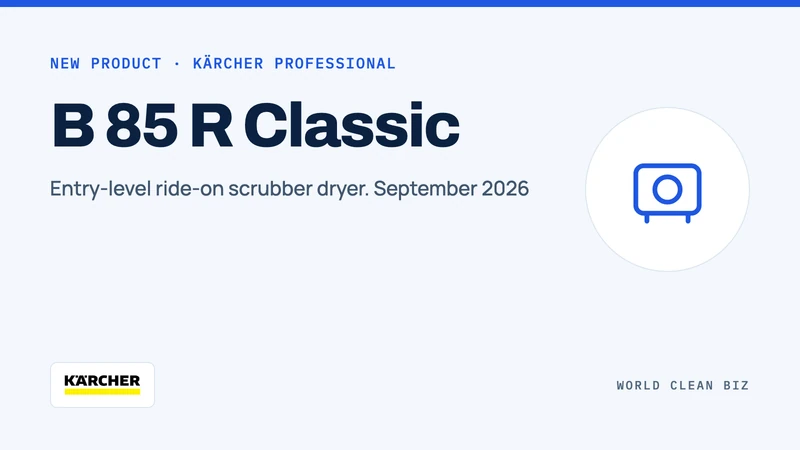 NEW PRODUCT · KÄRCHER PROFESSIONAL
B 85 R Classic
Entry-level ride-on scrubber dryer. September 2026
KÄRCHER
WORLD CLEAN BIZ